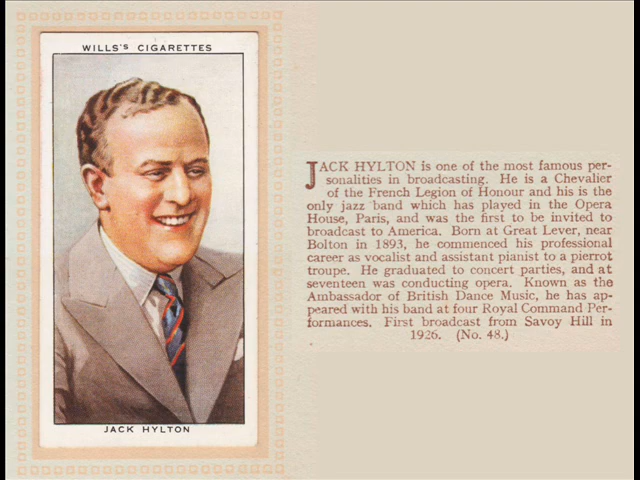 WILL'S CIGARETTES
JACK HYLTON
JACK HYLTON is one of the most famous per-
sonalities in broadcasting. He is a Chevalier
of the French Legion of Honour and his is the
only jazz band which has played in the Opera
House, Paris, and was the first to be invited to
broadcast to America. Born at Great Lever, near
Bolton in 1893, he commenced his professional
career as vocalist and assistant pianist to a pierrot
troupe. He graduated to concert parties, and at
seventeen was conducting opera. Known as the
Ambassador of British Dance Music, he has ap-
peared with his band at four Royal Command Per-
formances. First broadcast from Savoy Hill in
1926. (No. 48.)